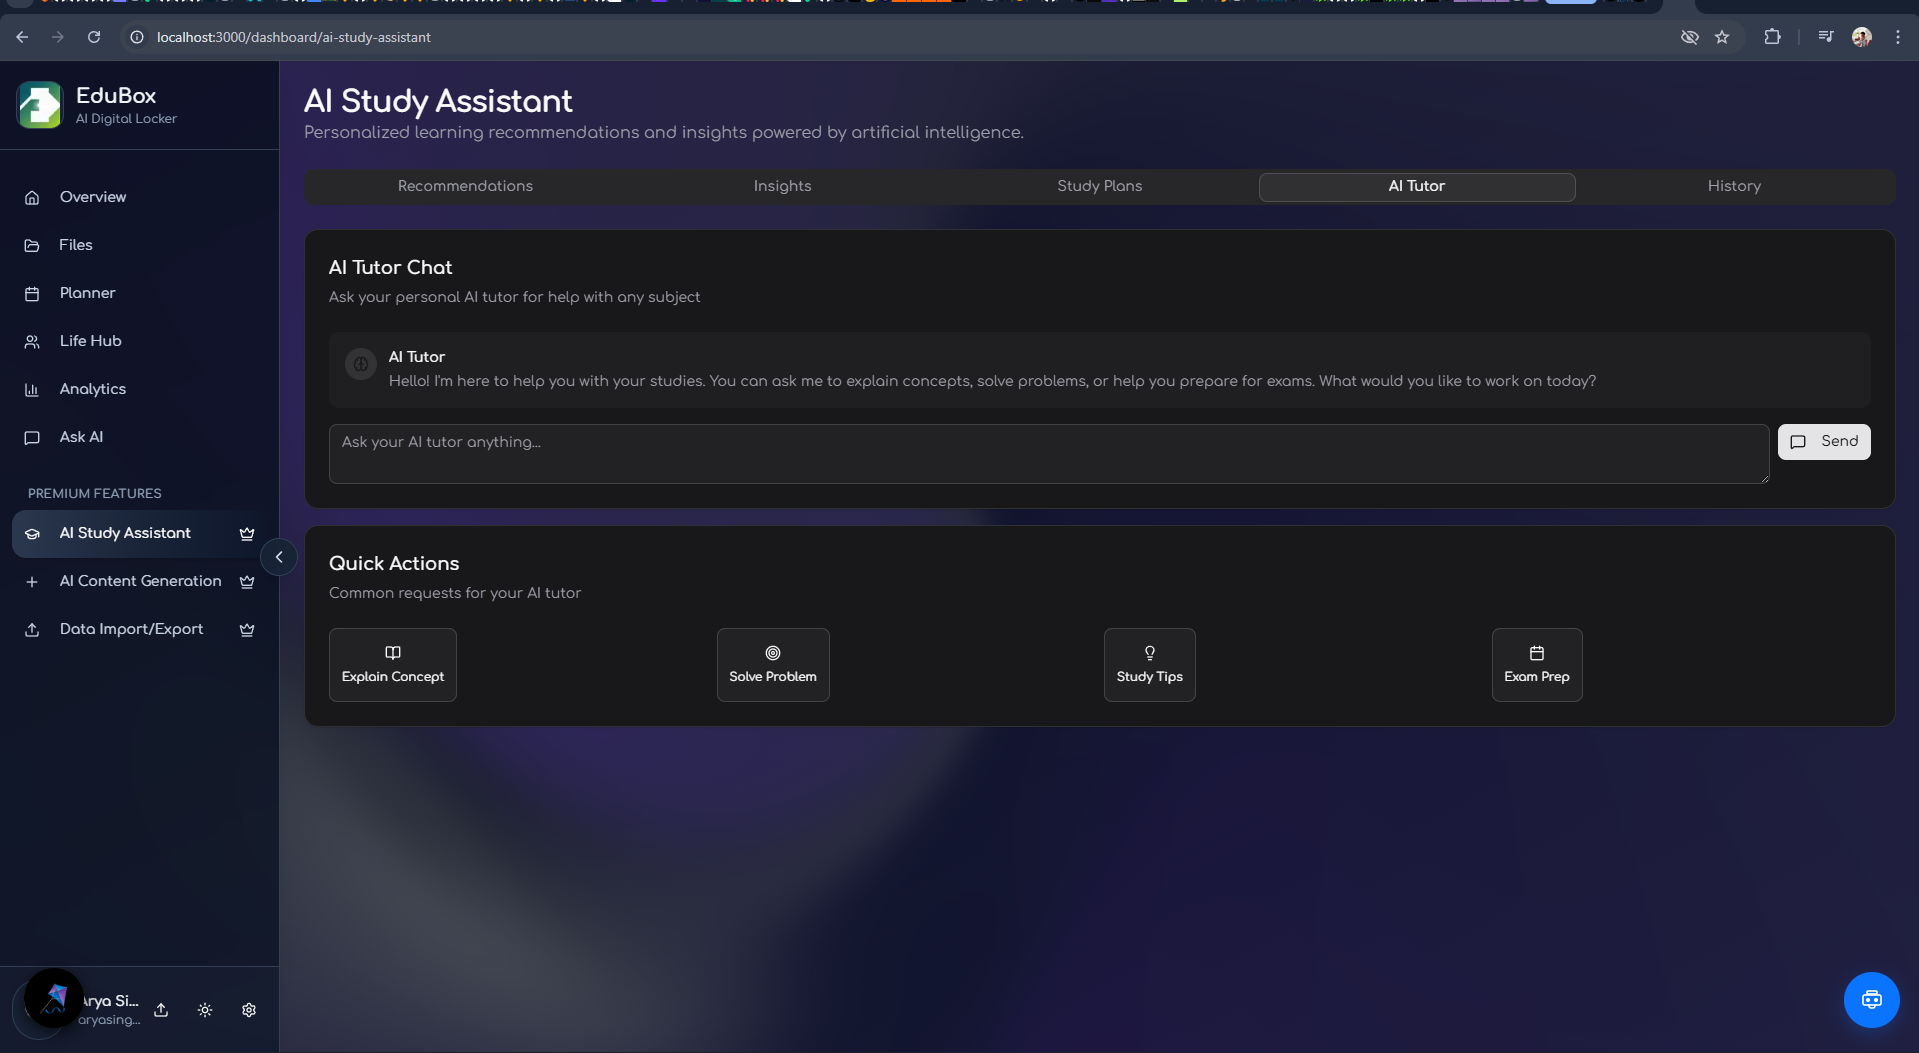 localhost:3000/dashboard/ai-study-assistant
EduBox
AI Digital Locker
Overview
Files
Planner
Life Hub
Analytics
Ask AI
PREMIUM FEATURES
AI Study Assistant
AI Content Generation
Data Import/Export
Arya Si...
aryasing...
AI Study Assistant
Personalized learning recommendations and insights powered by artificial intelligence.
Recommendations
Insights
Study Plans
AI Tutor
History
AI Tutor Chat
Ask your personal AI tutor for help with any subject
AI Tutor
Hello! I'm here to help you with your studies. You can ask me to explain concepts, solve problems, or help you prepare for exams. What would you like to work on today?
Ask your AI tutor anything...
Send
Quick Actions
Common requests for your AI tutor
Explain Concept
Solve Problem
Study Tips
Exam Prep